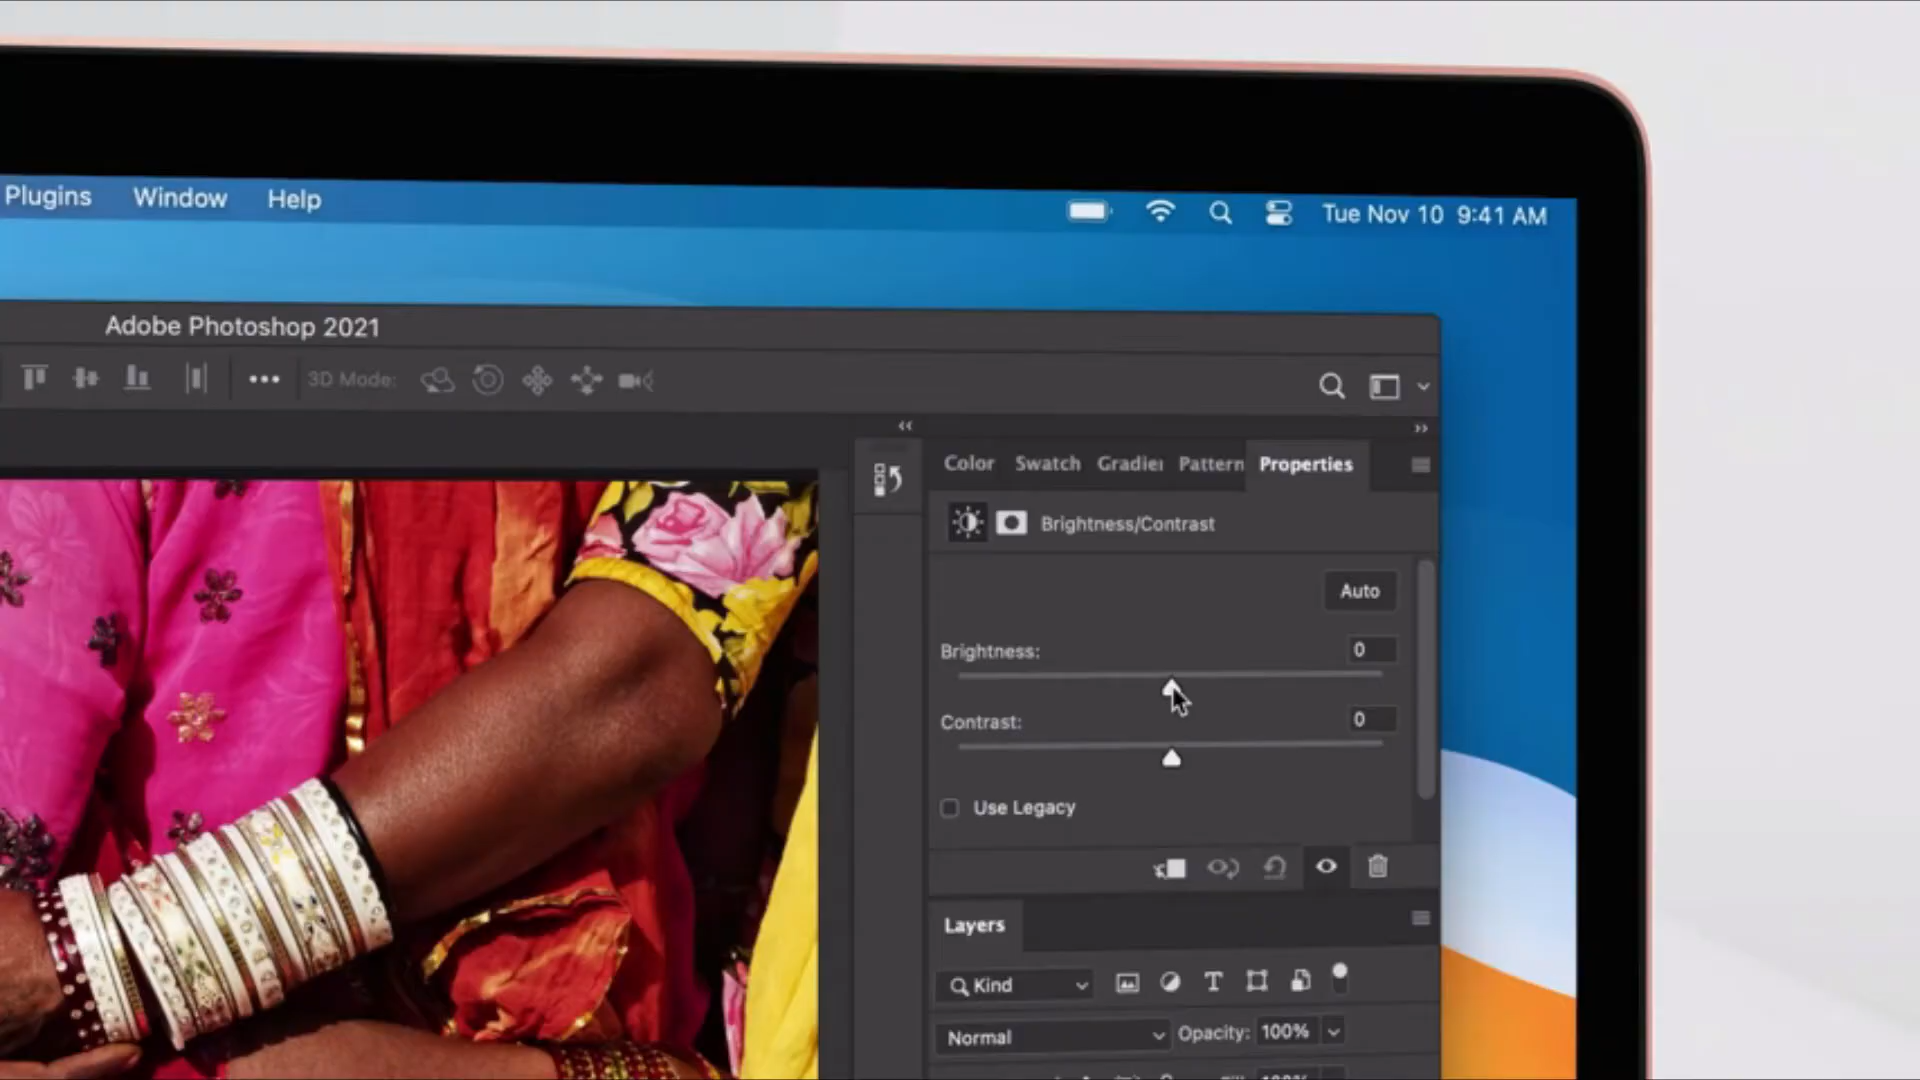 Plugins Window Help Tue Nov 10 9:41 AM
Adobe Photoshop 2021
3D Mode:
Color Swatch Gradie Pattern Properties
Brightness/Contrast
Auto
Brightness: 0
Contrast: 0
Use Legacy
Layers
Kind
Normal Opacity: 100%